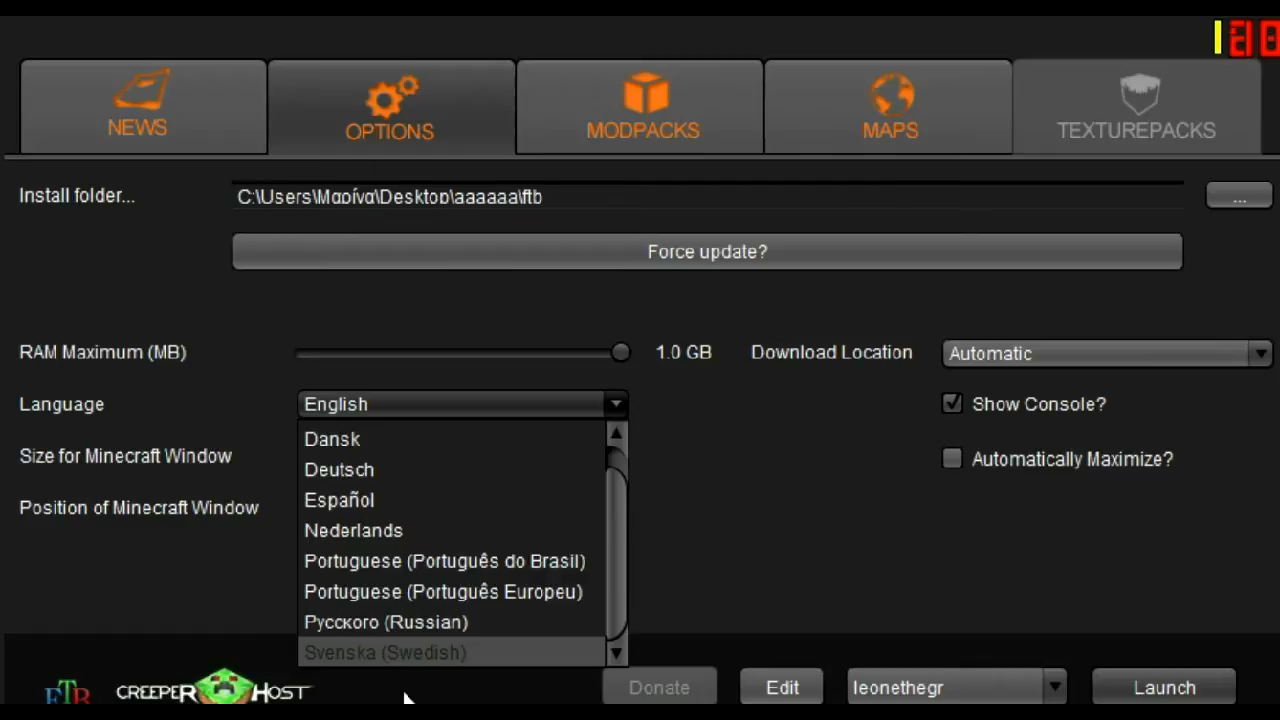 NEWS
OPTIONS
MODPACKS
MAPS
TEXTUREPACKS
Install folder...
C:\Users\Μαρίνα\Desktop\aaaaaa\ftb
...
Force update?
RAM Maximum (MB)
1.0 GB
Download Location
Automatic
Language
English
Show Console?
Dansk
Size for Minecraft Window
Automatically Maximize?
Deutsch
Español
Position of Minecraft Window
Nederlands
Portuguese (Português do Brasil)
Portuguese (Português Europeu)
Русского (Russian)
Svenska (Swedish)
FTB
CREEPER HOST
Donate
Edit
leonethegr
Launch